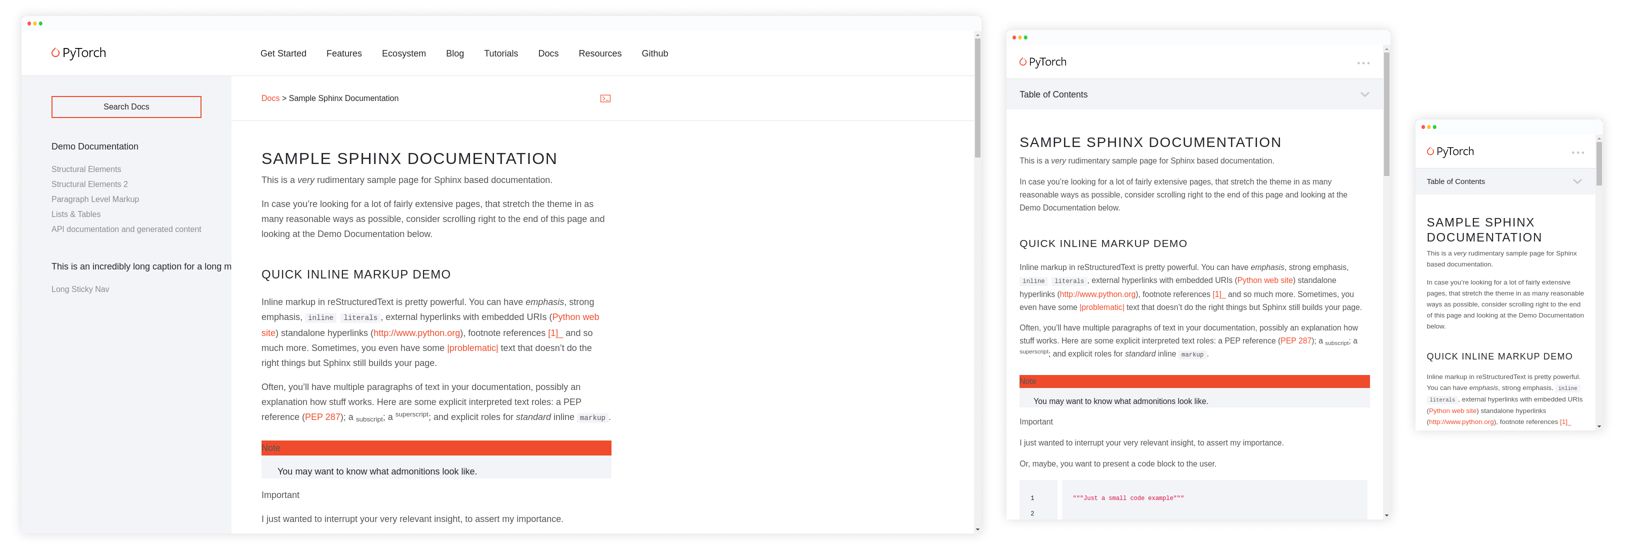 PyTorch
Get Started Features Ecosystem Blog Tutorials Docs Resources Github
Search Docs
Demo Documentation
Structural Elements
Structural Elements 2
Paragraph Level Markup
Lists & Tables
API documentation and generated content
This is an incredibly long caption for a long m
Long Sticky Nav
Docs > Sample Sphinx Documentation
SAMPLE SPHINX DOCUMENTATION
This is a very rudimentary sample page for Sphinx based documentation.
In case you're looking for a lot of fairly extensive pages, that stretch the theme in as
many reasonable ways as possible, consider scrolling right to the end of this page and
looking at the Demo Documentation below.
QUICK INLINE MARKUP DEMO
Inline markup in reStructuredText is pretty powerful. You can have emphasis, strong
emphasis, inline literals, external hyperlinks with embedded URIs (Python web
site) standalone hyperlinks (http://www.python.org), footnote references [1]_ and so
much more. Sometimes, you even have some |problematic| text that doesn't do the
right things but Sphinx still builds your page.
Often, you'll have multiple paragraphs of text in your documentation, possibly an
explanation how stuff works. Here are some explicit interpreted text roles: a PEP
reference (PEP 287); a subscript; a superscript; and explicit roles for standard inline markup.
Note
You may want to know what admonitions look like.
Important
I just wanted to interrupt your very relevant insight, to assert my importance.
PyTorch
Table of Contents
SAMPLE SPHINX DOCUMENTATION
This is a very rudimentary sample page for Sphinx based documentation.
In case you're looking for a lot of fairly extensive pages, that stretch the theme in as many
reasonable ways as possible, consider scrolling right to the end of this page and looking at the
Demo Documentation below.
QUICK INLINE MARKUP DEMO
Inline markup in reStructuredText is pretty powerful. You can have emphasis, strong emphasis,
inline literals, external hyperlinks with embedded URIs (Python web site) standalone
hyperlinks (http://www.python.org), footnote references [1]_ and so much more. Sometimes, you
even have some |problematic| text that doesn't do the right things but Sphinx still builds your page.
Often, you'll have multiple paragraphs of text in your documentation, possibly an explanation how
stuff works. Here are some explicit interpreted text roles: a PEP reference (PEP 287); a subscript; a
superscript; and explicit roles for standard inline markup.
Note
You may want to know what admonitions look like.
Important
I just wanted to interrupt your very relevant insight, to assert my importance.
Or, maybe, you want to present a code block to the user.
1 """Just a small code example"""
2
PyTorch
Table of Contents
SAMPLE SPHINX
DOCUMENTATION
This is a very rudimentary sample page for Sphinx
based documentation.
In case you're looking for a lot of fairly extensive
pages, that stretch the theme in as many reasonable
ways as possible, consider scrolling right to the end
of this page and looking at the Demo Documentation
below.
QUICK INLINE MARKUP DEMO
Inline markup in reStructuredText is pretty powerful.
You can have emphasis, strong emphasis, inline
literals, external hyperlinks with embedded URIs
(Python web site) standalone hyperlinks
(http://www.python.org), footnote references [1]_